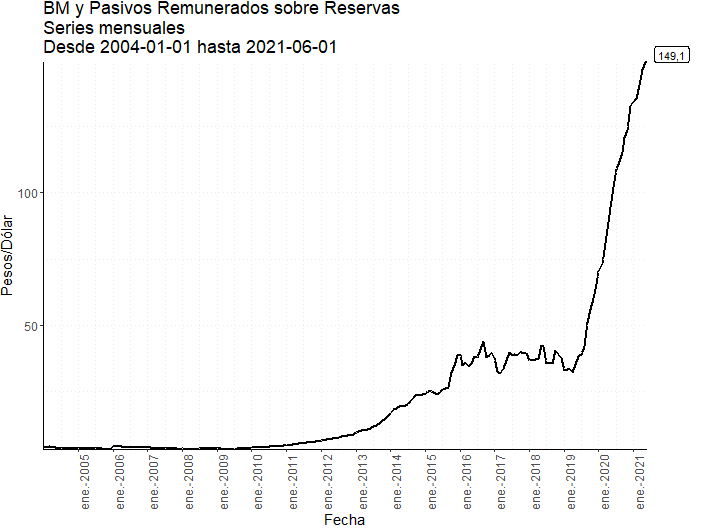 BM y Pasivos Remunerados sobre Reservas
Series mensuales
Desde 2004-01-01 hasta 2021-06-01
149,1
100
50
Pesos/Dólar
ene.-2005
ene.-2006
ene.-2007
ene.-2008
ene.-2009
ene.-2010
ene.-2011
ene.-2012
ene.-2013
ene.-2014
ene.-2015
ene.-2016
ene.-2017
ene.-2018
ene.-2019
ene.-2020
ene.-2021
Fecha